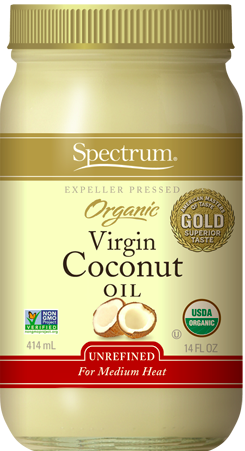 Spectrum®
EXPELLER PRESSED
Organic
AMERICAN MASTERS OF TASTE
GOLD
SUPERIOR
TASTE
Virgin
Coconut
OIL
NON
GMO
Project
VERIFIED
nongmoproject.org
USDA
ORGANIC
U
414 mL
UNREFINED
14 FL OZ
For Medium Heat